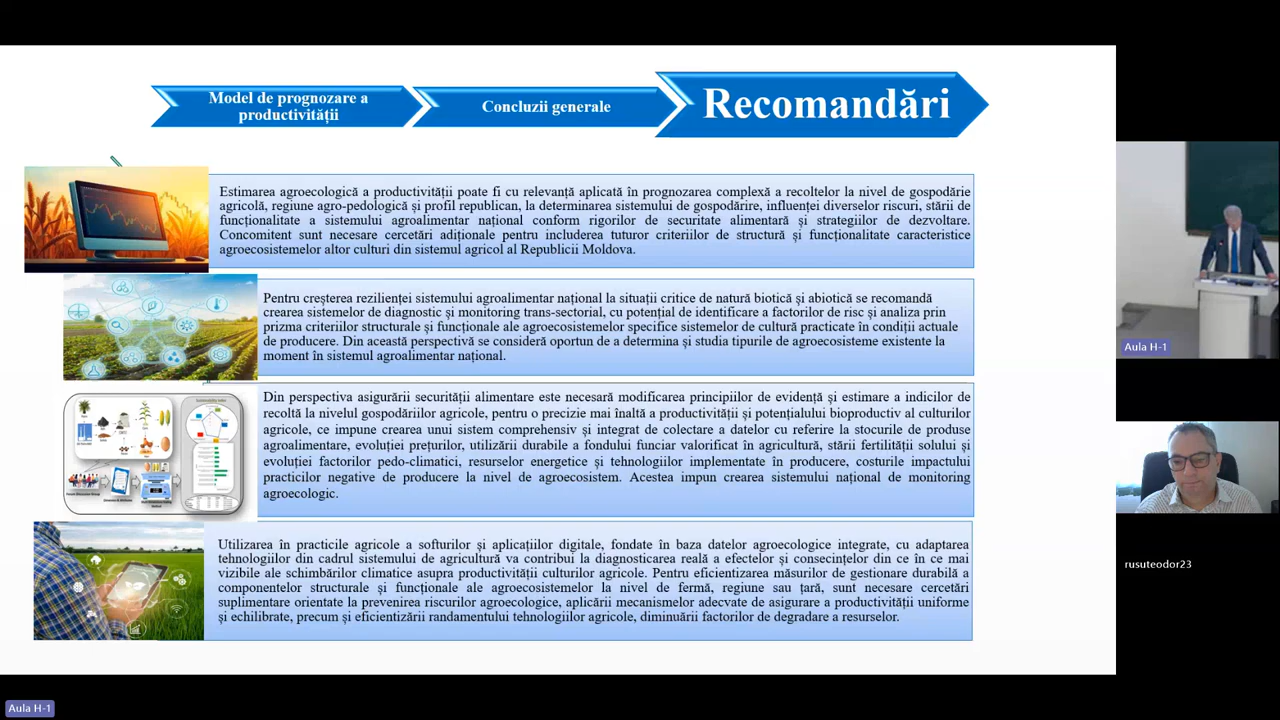 Model de prognozare a
productivității
Concluzii generale
Recomandări
Estimarea agroecologică a productivității poate fi cu relevanță aplicată în prognozarea complexă a recoltelor la nivel de gospodărie
agricolă, regiune agro-pedologică și profil republican, la determinarea sistemului de gospodărire, influenței diverselor riscuri, stării de
funcționalitate a sistemului agroalimentar național conform rigorilor de securitate alimentară și strategiilor de dezvoltare.
Concomitent sunt necesare cercetări adiționale pentru includerea tuturor criteriilor de structură și funcționalitate caracteristice
agroecosistemelor altor culturi din sistemul agricol al Republicii Moldova.
Pentru creșterea rezilienței sistemului agroalimentar național la situații critice de natură biotică și abiotică se recomandă
crearea sistemelor de diagnostic și monitoring trans-sectorial, cu potențial de identificare a factorilor de risc și analiza prin
prizma criteriilor structurale și funcționale ale agroecosistemelor specifice sistemelor de cultură practicate în condiții actuale
de producere. Din această perspectivă se consideră oportun de a determina și studia tipurile de agroecosisteme existente la
moment în sistemul agroalimentar național.
Din perspectiva asigurării securității alimentare este necesară modificarea principiilor de evidență și estimare a indicilor de
recoltă la nivelul gospodăriilor agricole, pentru o precizie mai înaltă a productivității și potențialului bioproductiv al culturilor
agricole, ce impune crearea unui sistem comprehensiv și integrat de colectare a datelor cu referire la stocurile de produse
agroalimentare, evoluției prețurilor, utilizării durabile a fondului funciar valorificat în agricultură, stării fertilității solului și
evoluției factorilor pedo-climatici, resurselor energetice și tehnologiilor implementate în producere, costurile impactului
practicilor negative de producere la nivel de agroecosistem. Acestea impun crearea sistemului național de monitoring
agroecologic.
Utilizarea în practicile agricole a softurilor și aplicațiilor digitale, fondate în baza datelor agroecologice integrate, cu adaptarea
tehnologiilor din cadrul sistemului de agricultură va contribui la diagnosticarea reală a efectelor și consecințelor din ce în ce mai
vizibile ale schimbărilor climatice asupra productivității culturilor agricole. Pentru eficientizarea măsurilor de gestionare durabilă a
componentelor structurale și funcționale ale agroecosistemelor la nivel de fermă, regiune sau țară, sunt necesare cercetări
suplimentare orientate la prevenirea riscurilor agroecologice, aplicării mecanismelor adecvate de asigurare a productivității uniforme
și echilibrate, precum și eficientizării randamentului tehnologiilor agricole, diminuării factorilor de degradare a resurselor.
Aula H-1
rusuteodor23
Aula H-1